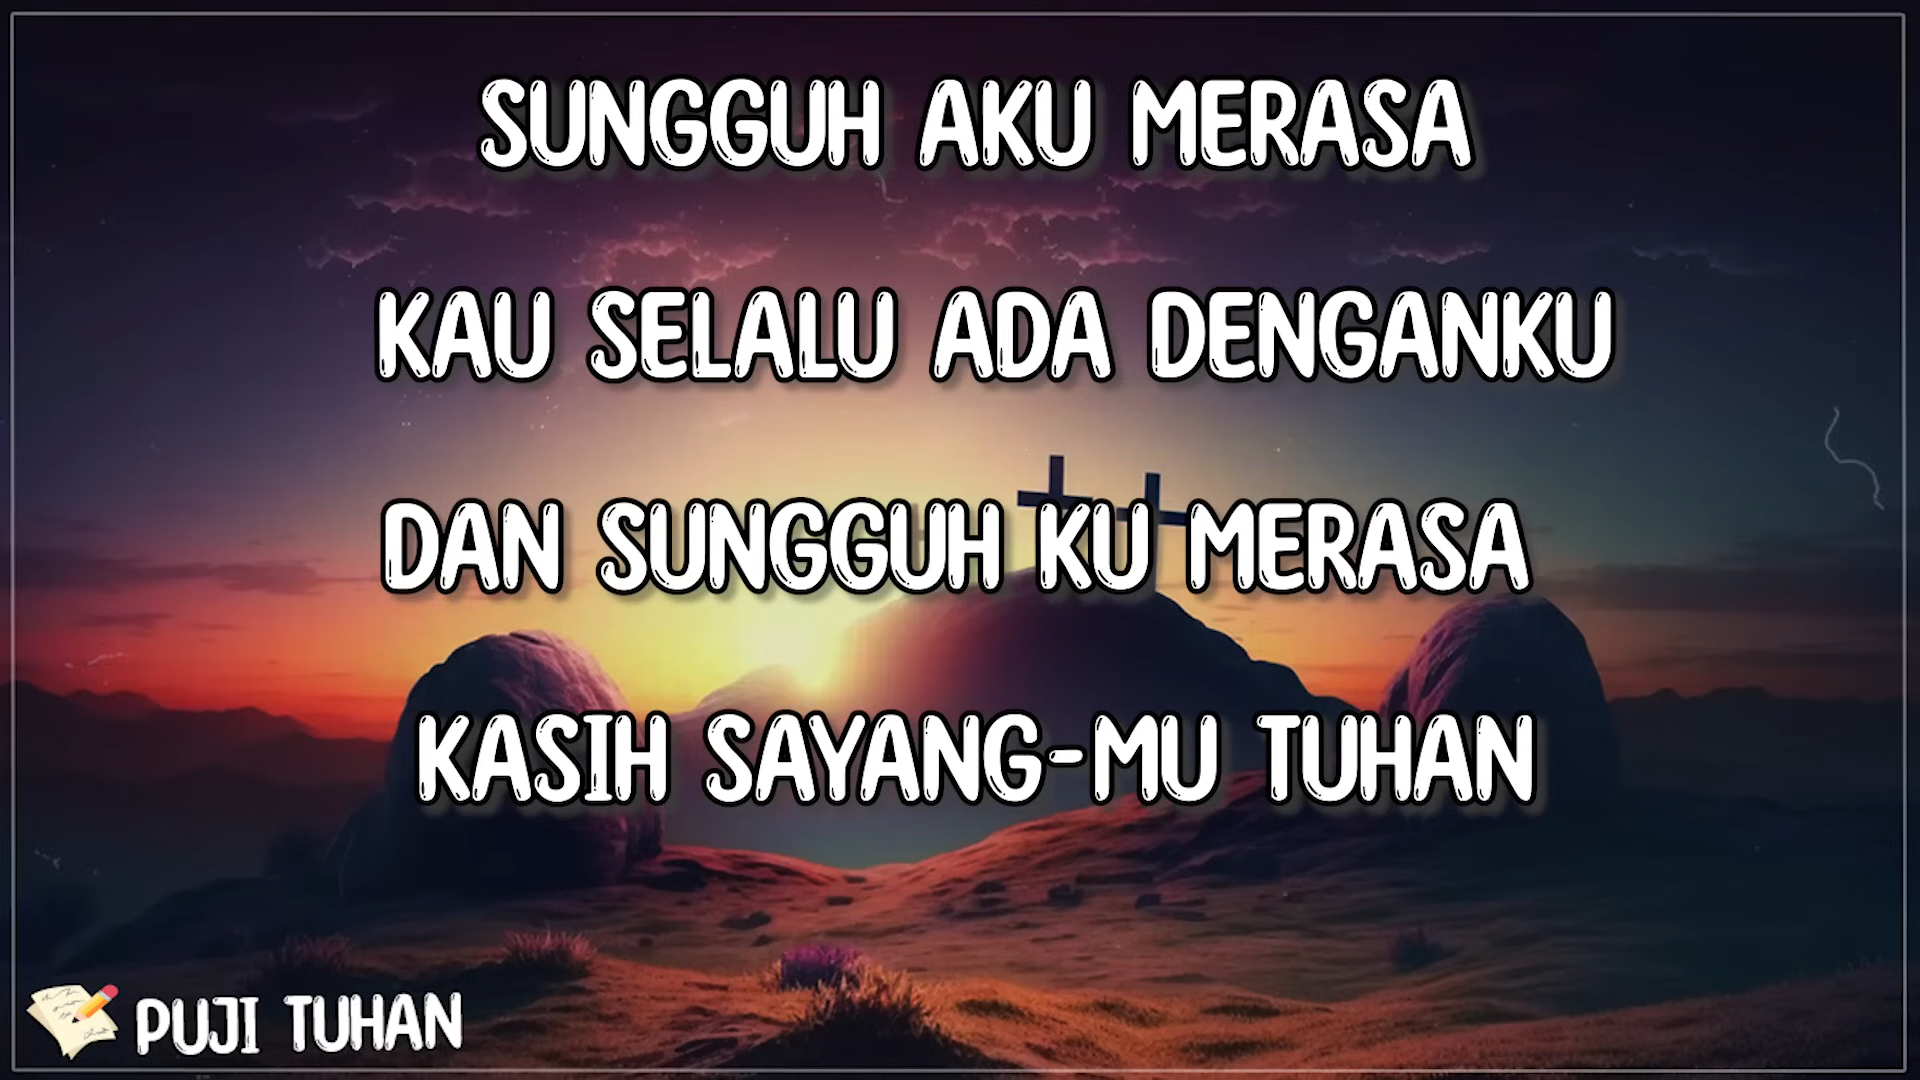 SUNGGUH AKU MERASA
KAU SELALU ADA DENGANKU
DAN SUNGGUH KU MERASA
KASIH SAYANG-MU TUHAN
PUJI TUHAN